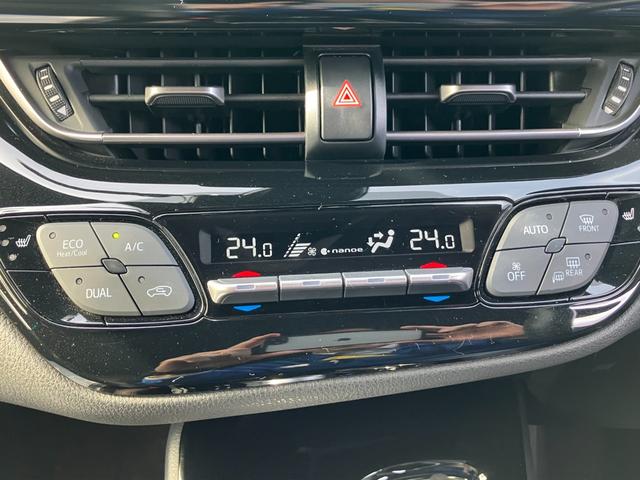 ECO
Heat/Cool
A/C
DUAL
24.0
nanoe
24.0
AUTO
FRONT
OFF
REAR